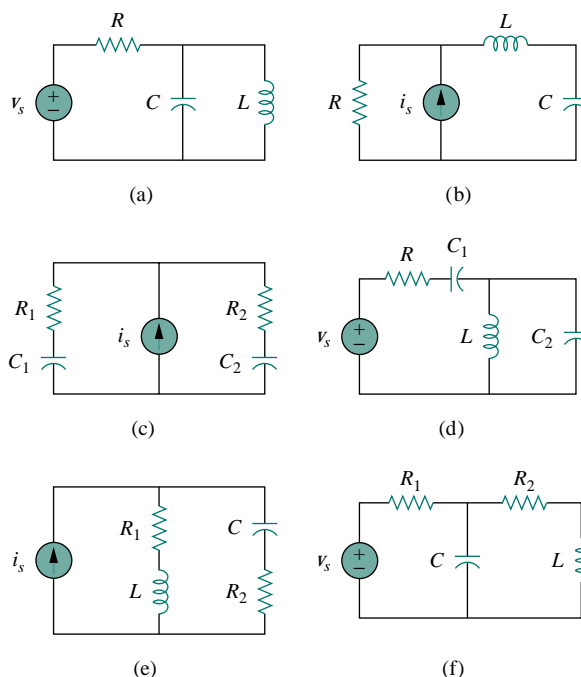 R
v_s
+
−
C
L
(a)
L
R
i_s
C
(b)
R_1
C_1
i_s
R_2
C_2
(c)
R
C_1
v_s
+
−
L
C_2
(d)
i_s
R_1
L
C
R_2
(e)
R_1
R_2
v_s
+
−
C
L
(f)